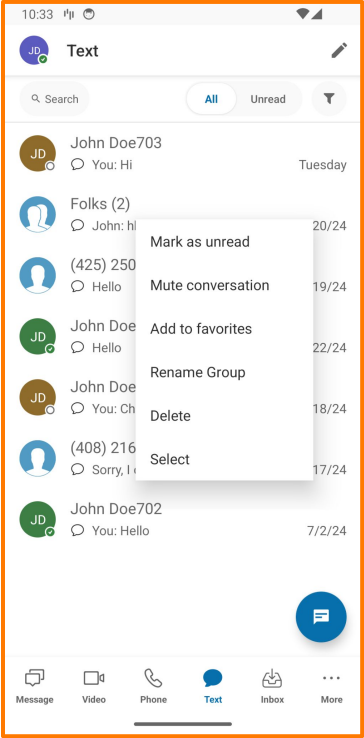 10:33
JD Text
Search All Unread
JD John Doe703
You: Hi Tuesday
Folks (2)
John: h 20/24
(425) 250
Hello 19/24
JD John Doe
Hello 22/24
JD John Doe
You: Ch 18/24
(408) 216
Sorry, I 17/24
JD John Doe702
You: Hello 7/2/24
Mark as unread
Mute conversation
Add to favorites
Rename Group
Delete
Select
Message Video Phone Text Inbox More